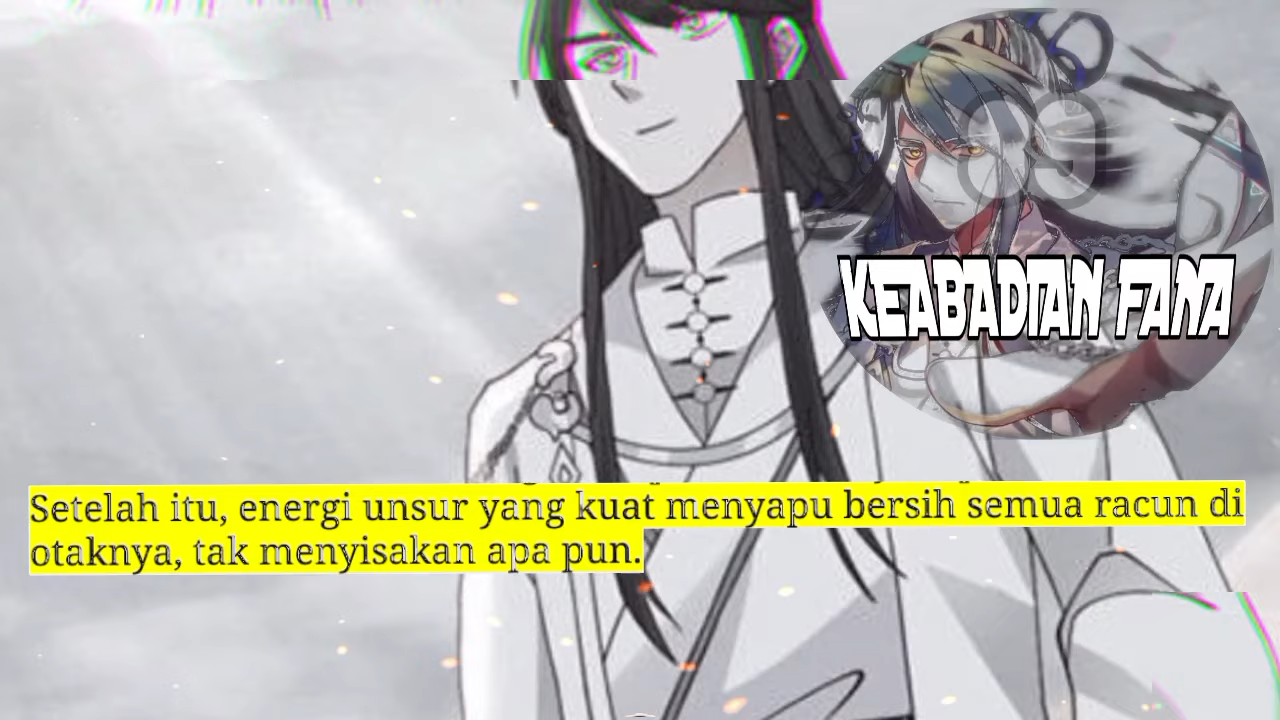 KEABADIAN FANA
Setelah itu, energi unsur yang kuat menyapu bersih semua racun di
otaknya, tak menyisakan apa pun.